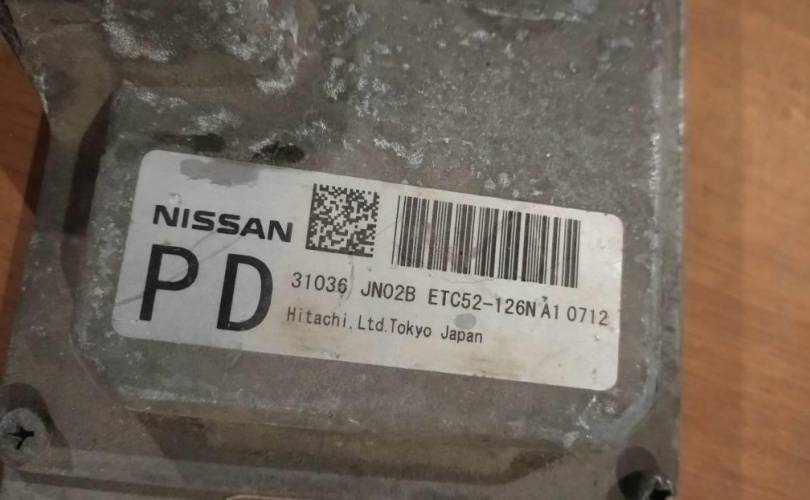 NISSAN
PD
31036 JN02B ETC52-126N A1 0712
Hitachi,Ltd.Tokyo Japan